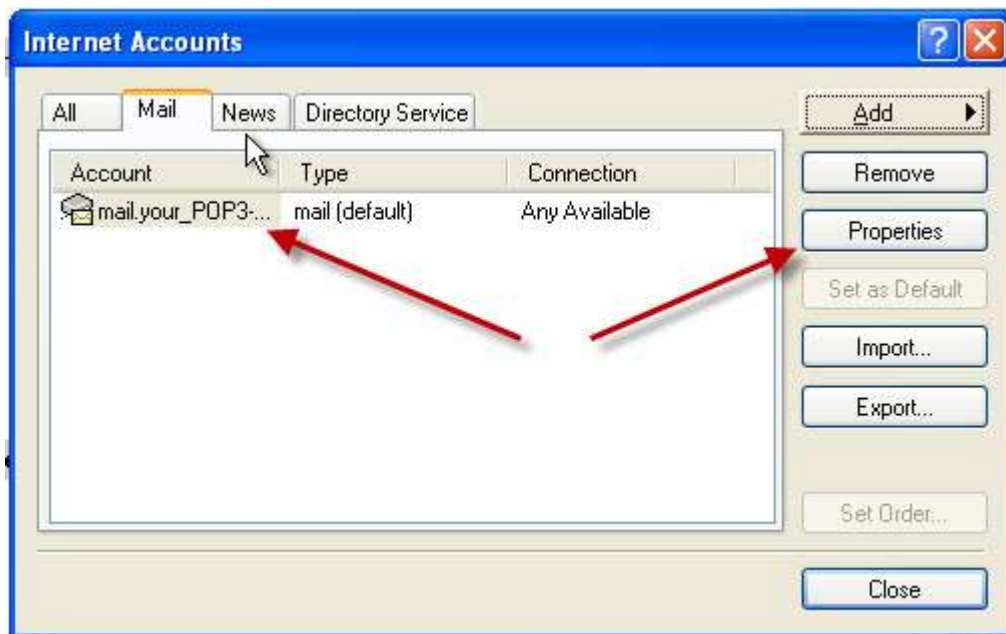 Internet Accounts
All Mail News Directory Service
Add
Remove
Properties
Set as Default
Import...
Export...
Set Order...
Close
Account Type Connection
mail.your_POP3-... mail (default) Any Available